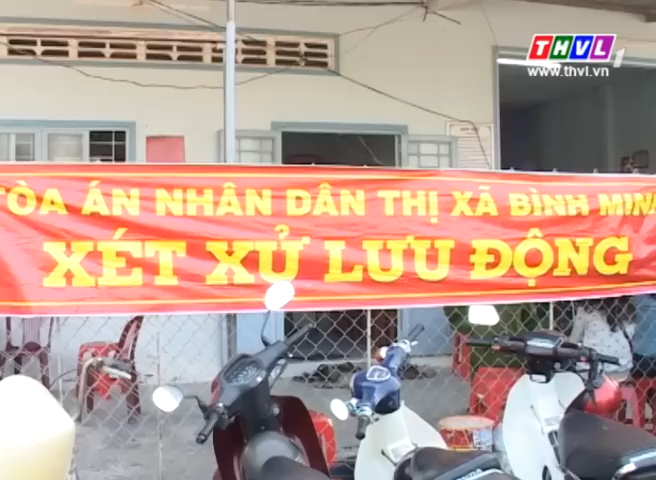 THVL1
www.thvl.vn
TÒA ÁN NHÂN DÂN THỊ XÃ BÌNH MINH
XÉT XỬ LƯU ĐỘNG